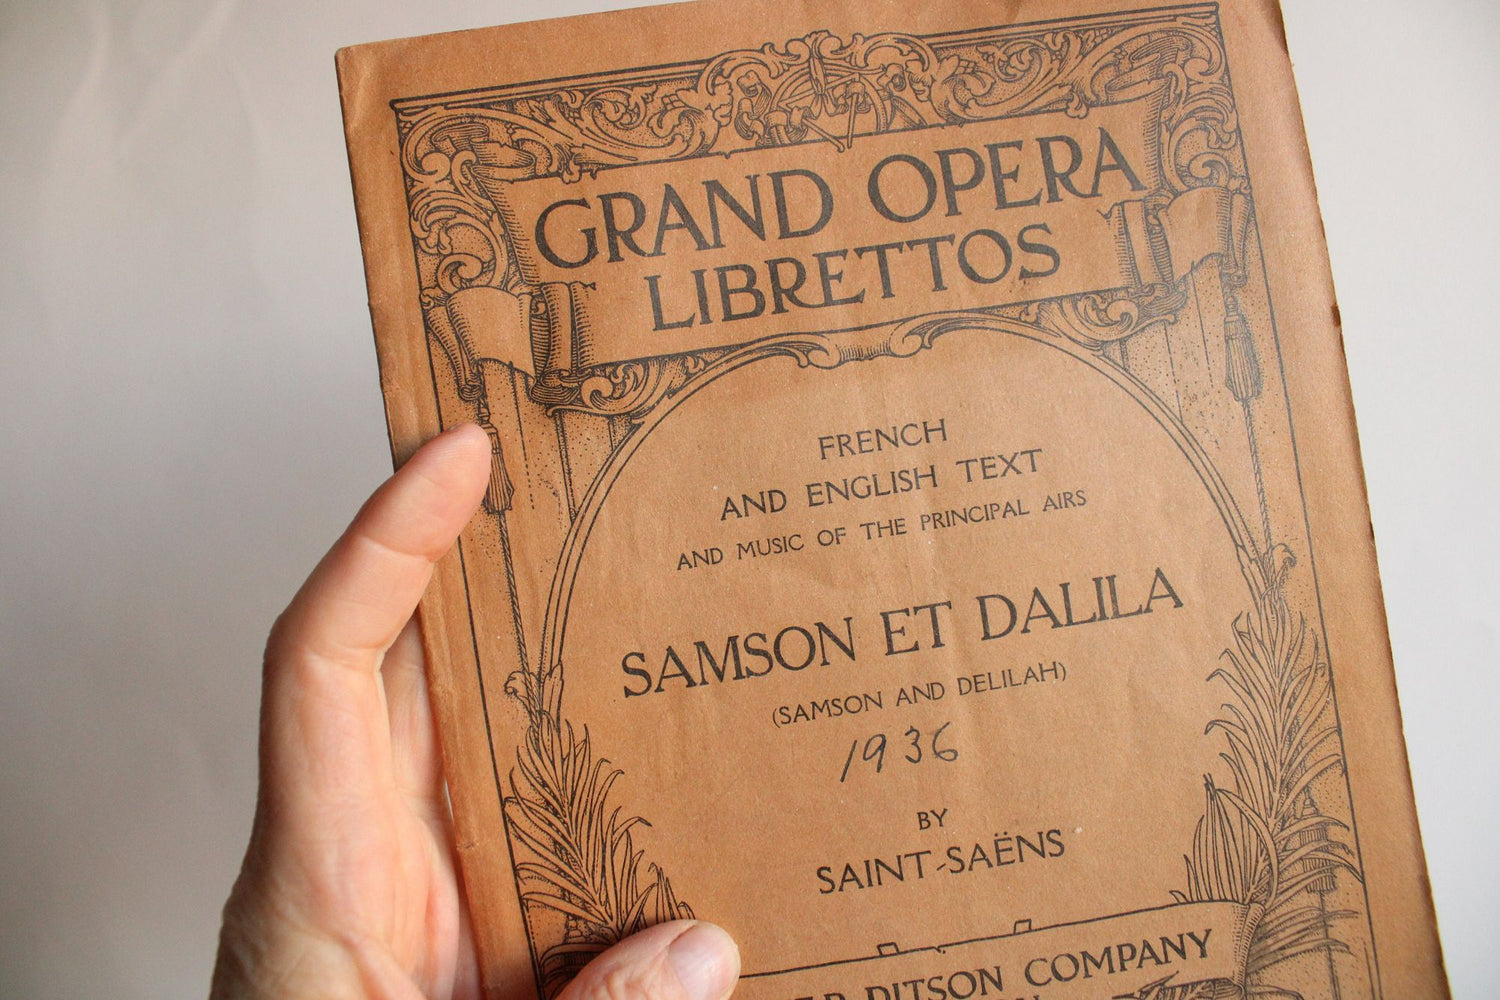 GRAND OPERA
LIBRETTOS
FRENCH
AND ENGLISH TEXT
AND MUSIC OF THE PRINCIPAL AIRS
SAMSON ET DALILA
(SAMSON AND DELILAH)
1936
BY
SAINT-SAËNS
DITSON COMPANY